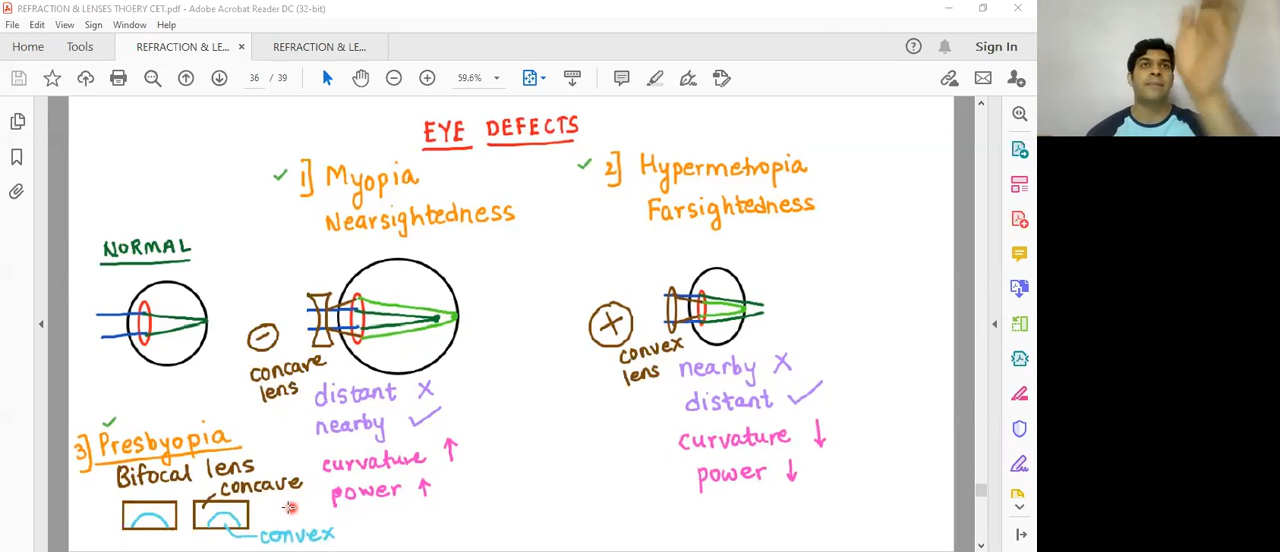 REFRACTION & LENSES THOERY CET.pdf - Adobe Acrobat Reader DC (32-bit)
File Edit View Sign Window Help
Home Tools REFRACTION & LE... × REFRACTION & LE... Sign In
36 / 39 59.6%
EYE DEFECTS
1] Myopia
Nearsightedness
2] Hypermetropia
Farsightedness
NORMAL
−
concave
lens
+
convex
lens
distant X
nearby ✓
curvature ↑
power ↑
nearby X
distant ✓
curvature ↓
power ↓
3] Presbyopia
Bifocal lens
concave
convex